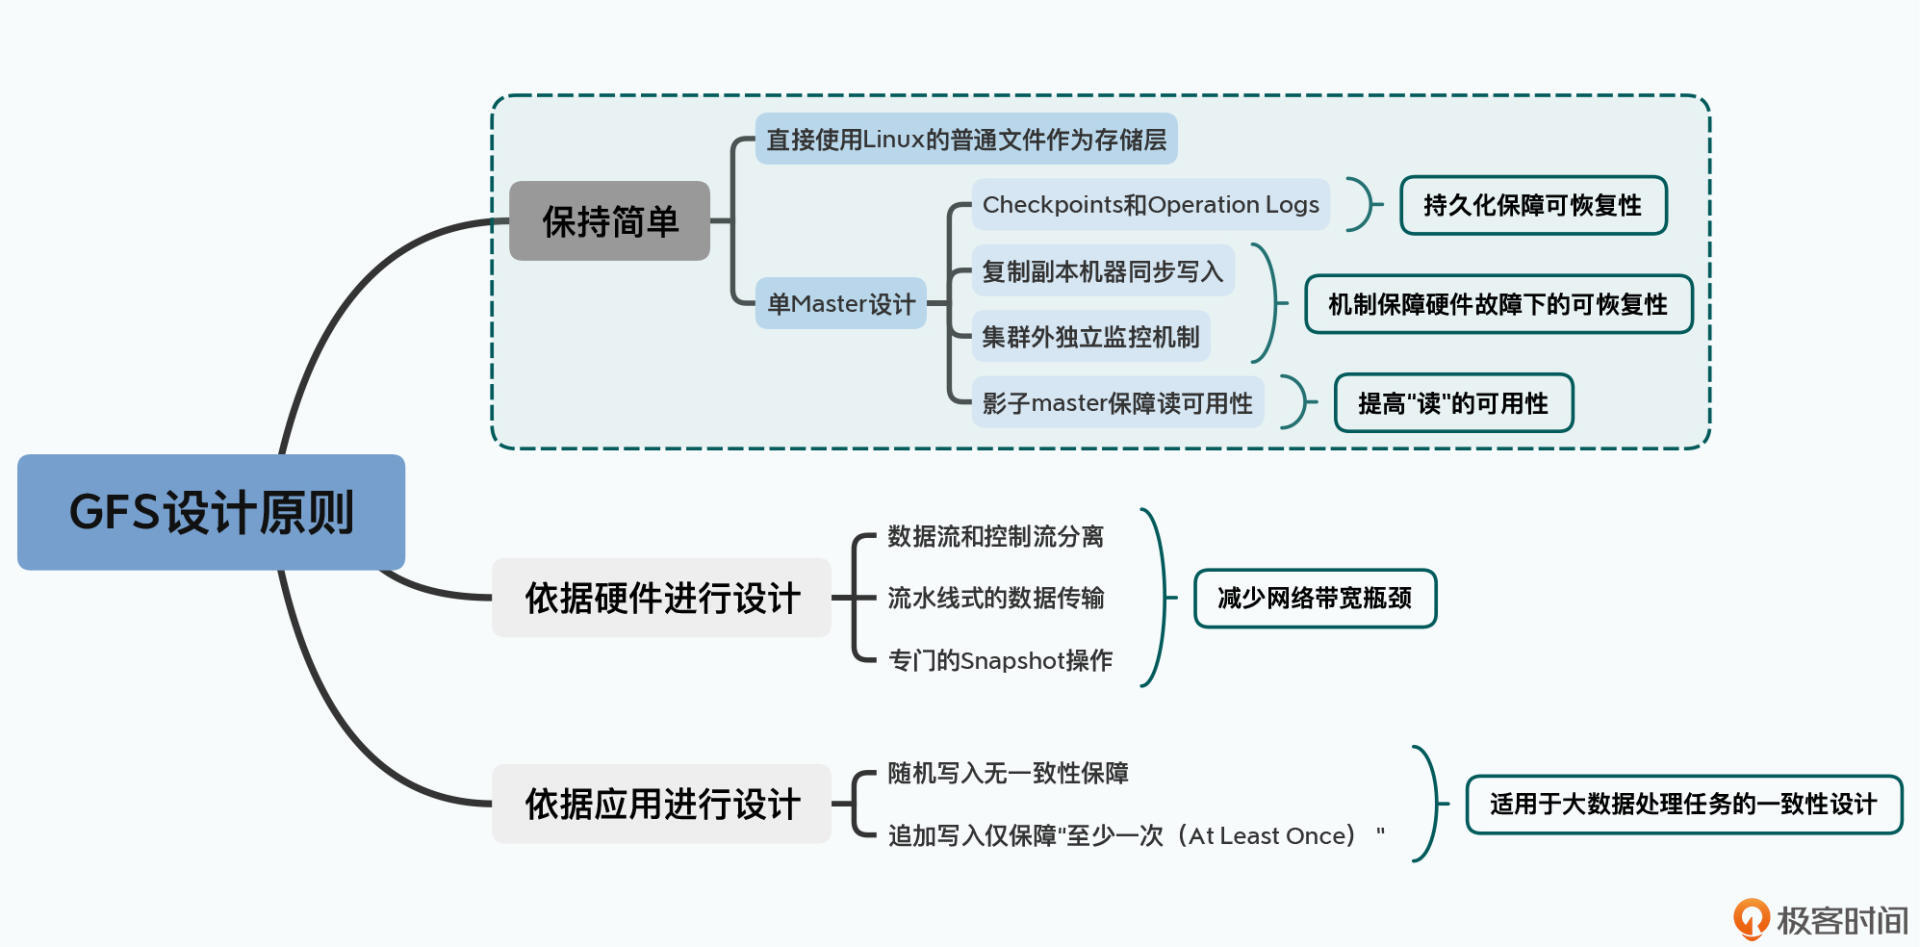 GFS设计原则
保持简单
直接使用Linux的普通文件作为存储层
单Master设计
Checkpoints和Operation Logs
持久化保障可恢复性
复制副本机器同步写入
集群外独立监控机制
机制保障硬件故障下的可恢复性
影子master保障读可用性
提高“读”的可用性
依据硬件进行设计
数据流和控制流分离
流水线式的数据传输
专门的Snapshot操作
减少网络带宽瓶颈
依据应用进行设计
随机写入无一致性保障
追加写入仅保障"至少一次（At Least Once） "
适用于大数据处理任务的一致性设计
极客时间